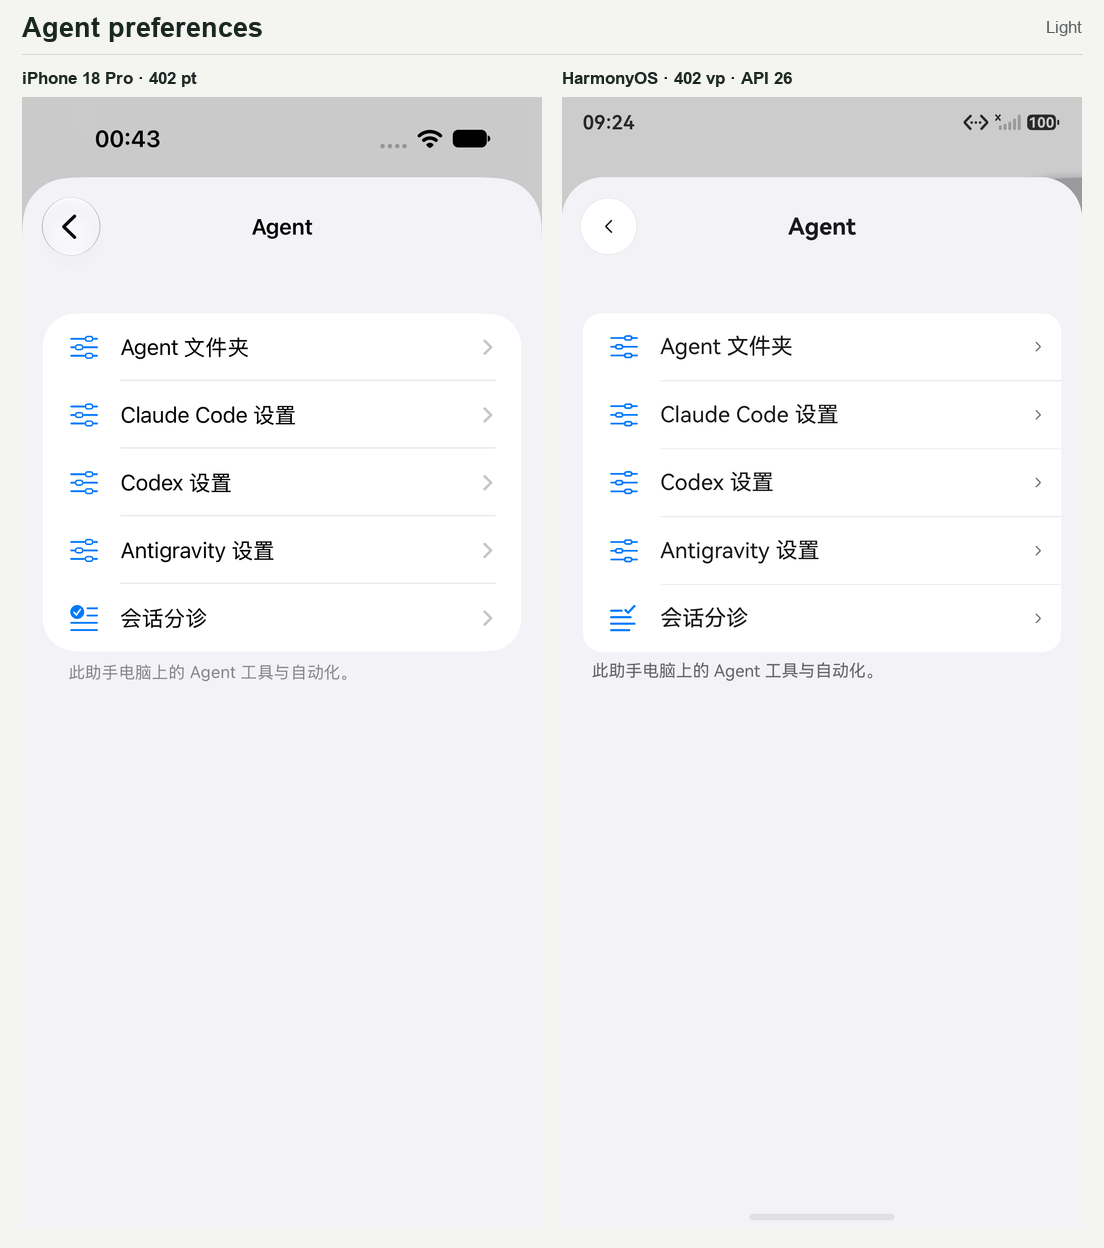 Agent preferences
Light
iPhone 18 Pro · 402 pt
00:43
Agent
Agent 文件夹
Claude Code 设置
Codex 设置
Antigravity 设置
会话分诊
此助手电脑上的 Agent 工具与自动化。
HarmonyOS · 402 vp · API 26
09:24
100
Agent
Agent 文件夹
Claude Code 设置
Codex 设置
Antigravity 设置
会话分诊
此助手电脑上的 Agent 工具与自动化。